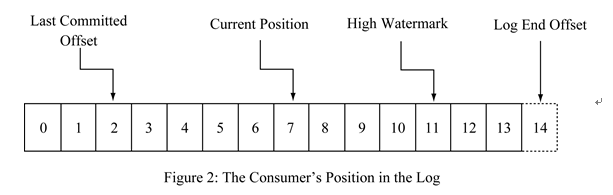 Last Committed
Offset
Current Position
High Watermark
Log End Offset
0 1 2 3 4 5 6 7 8 9 10 11 12 13 14
Figure 2: The Consumer's Position in the Log